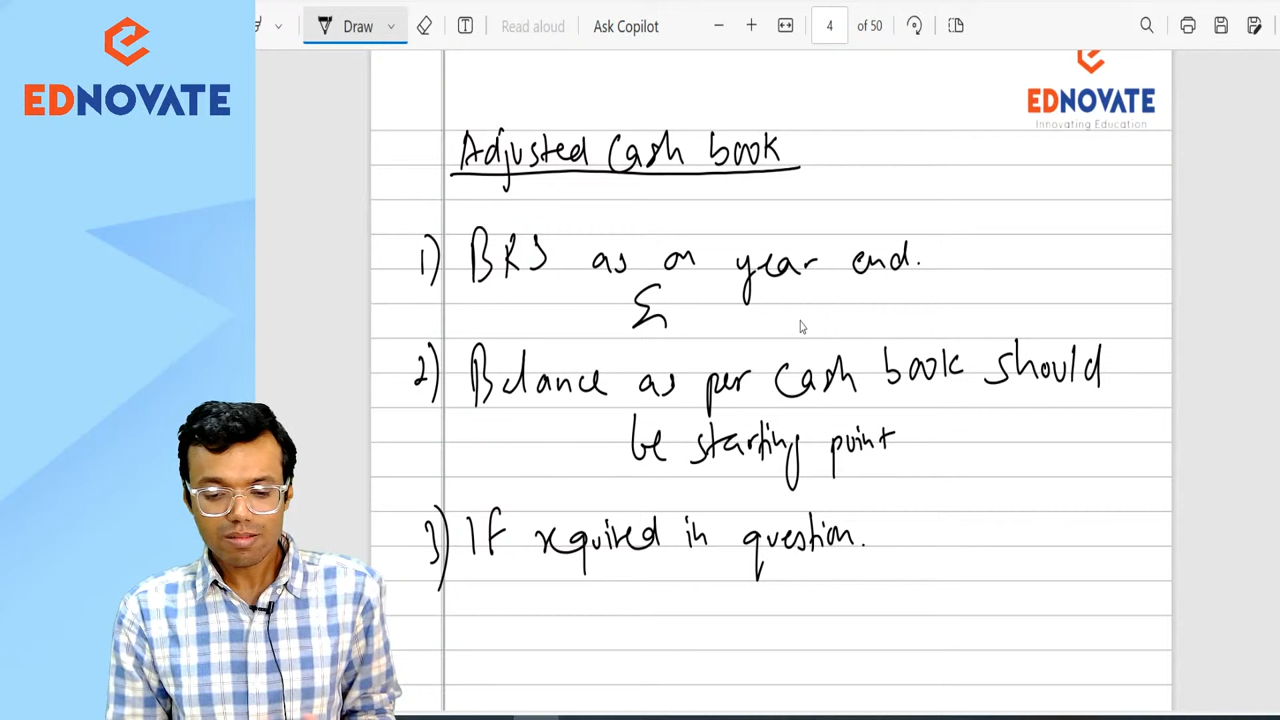 Draw
Read aloud
Ask Copilot
4
of 50
EDNOVATE
EDNOVATE
Innovating Education
Adjusted Cash book
1) BRS as on year end.
&
2) Balance as per cash book should
be starting point
3) If required in question.